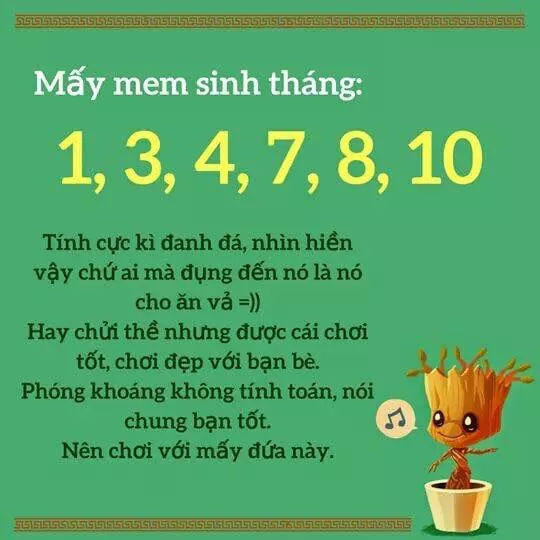 Mấy mem sinh tháng:
1, 3, 4, 7, 8, 10
Tính cực kì đanh đá, nhìn hiền
vậy chứ ai mà đụng đến nó là nó
cho ăn vả =))
Hay chửi thề nhưng được cái chơi
tốt, chơi đẹp với bạn bè.
Phóng khoáng không tính toán, nói
chung bạn tốt.
Nên chơi với mấy đứa này.